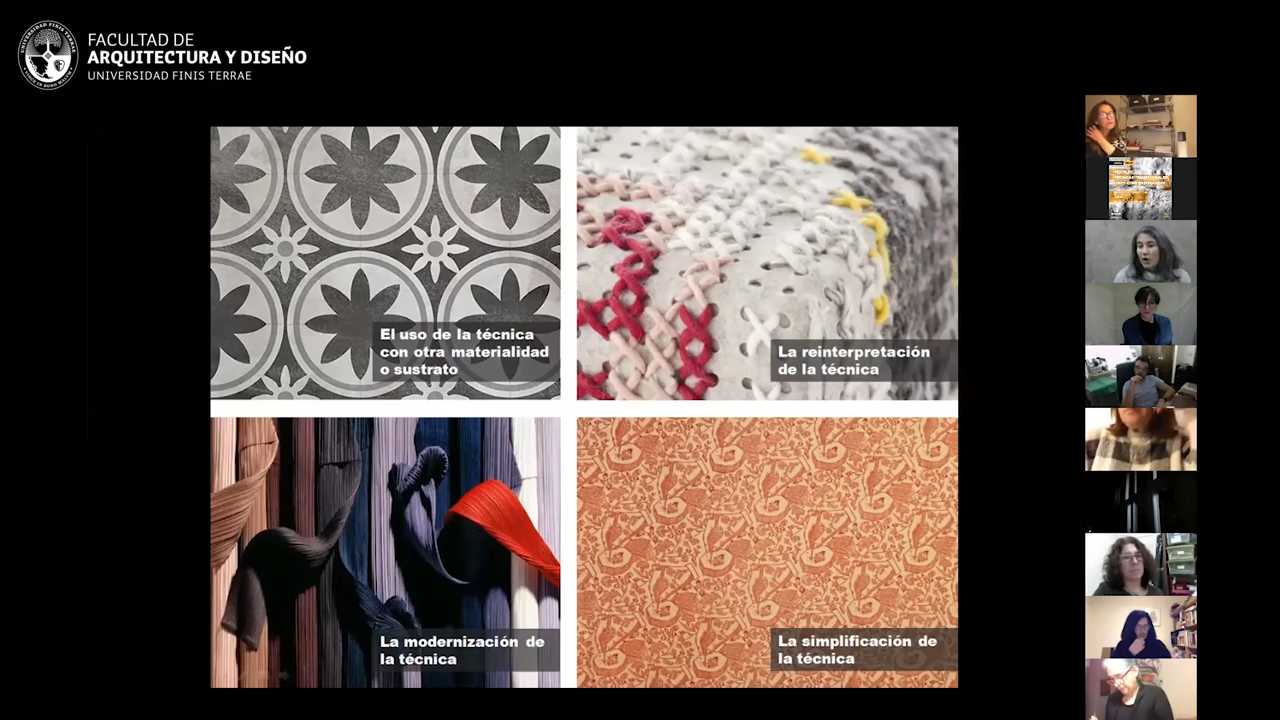 FACULTAD DE
ARQUITECTURA Y DISEÑO
UNIVERSIDAD FINIS TERRAE
El uso de la técnica
con otra materialidad
o sustrato
La reinterpretación
de la técnica
La modernización de
la técnica
La simplificación de
la técnica